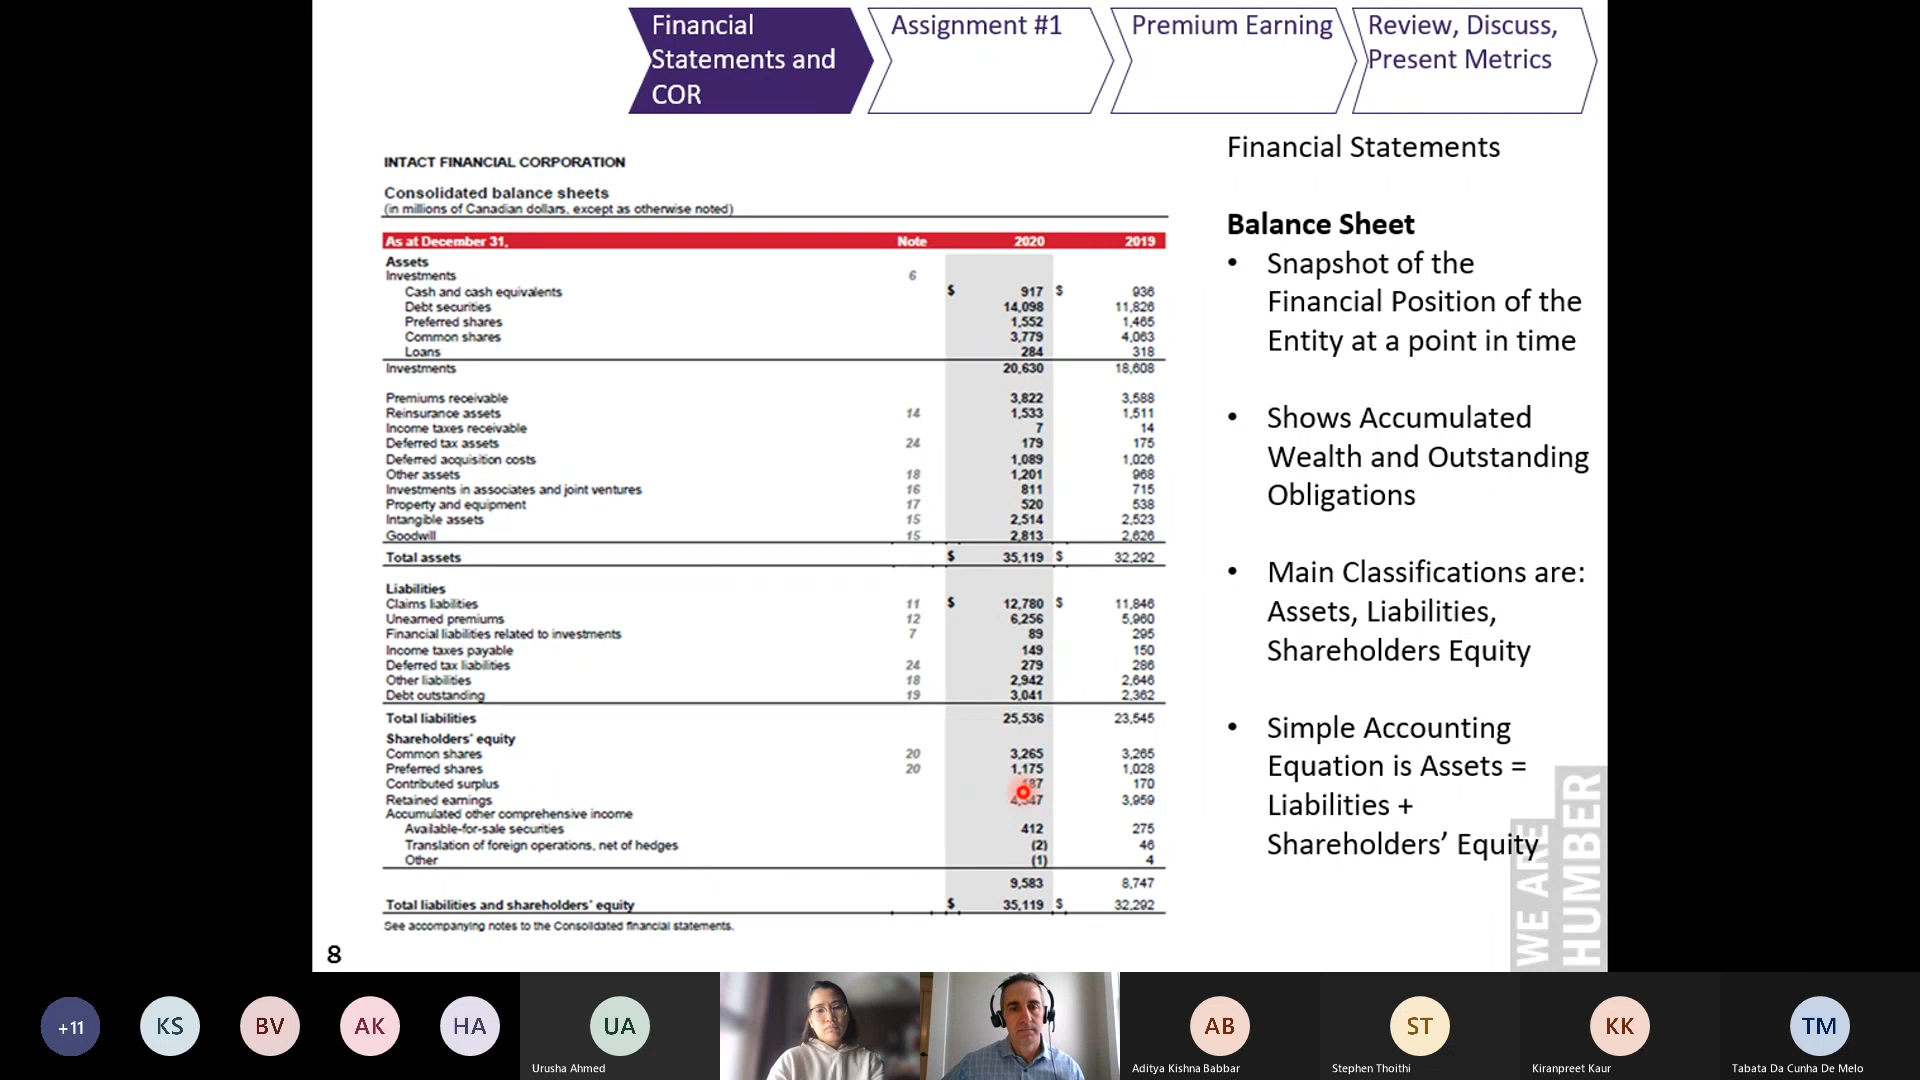 Financial
Statements and
COR
Assignment #1
Premium Earning
Review, Discuss,
Present Metrics
INTACT FINANCIAL CORPORATION
Consolidated balance sheets
(in millions of Canadian dollars, except as otherwise noted)
As at December 31, Note 2020 2019
Assets
Investments 6
Cash and cash equivalents $ 917 $ 936
Debt securities 14,098 11,826
Preferred shares 1,552 1,465
Common shares 3,779 4,063
Loans 284 318
Investments 20,630 18,608
Premiums receivable 3,822 3,588
Reinsurance assets 14 1,533 1,511
Income taxes receivable 7 14
Deferred tax assets 24 179 175
Deferred acquisition costs 1,089 1,026
Other assets 18 1,201 968
Investments in associates and joint ventures 16 811 715
Property and equipment 17 520 538
Intangible assets 15 2,514 2,523
Goodwill 15 2,813 2,626
Total assets $ 35,119 $ 32,292
Liabilities
Claims liabilities 11 $ 12,780 $ 11,846
Unearned premiums 12 6,256 5,960
Financial liabilities related to investments 7 89 295
Income taxes payable 149 150
Deferred tax liabilities 24 279 286
Other liabilities 18 2,942 2,646
Debt outstanding 19 3,041 2,362
Total liabilities 25,536 23,545
Shareholders' equity
Common shares 20 3,265 3,265
Preferred shares 20 1,175 1,028
Contributed surplus 170
Retained earnings 3,959
Accumulated other comprehensive income
Available-for-sale securities 412 275
Translation of foreign operations, net of hedges (2) 46
Other (1) 4
9,583 8,747
Total liabilities and shareholders' equity $ 35,119 $ 32,292
See accompanying notes to the Consolidated financial statements.
8
Financial Statements
Balance Sheet
• Snapshot of the
Financial Position of the
Entity at a point in time
• Shows Accumulated
Wealth and Outstanding
Obligations
• Main Classifications are:
Assets, Liabilities,
Shareholders Equity
• Simple Accounting
Equation is Assets =
Liabilities +
Shareholders' Equity
WE ARE
HUMBER
+11
KS
BV
AK
HA
UA
Urusha Ahmed
AB
Aditya Kishna Babbar
ST
Stephen Thoithi
KK
Kiranpreet Kaur
TM
Tabata Da Cunha De Melo